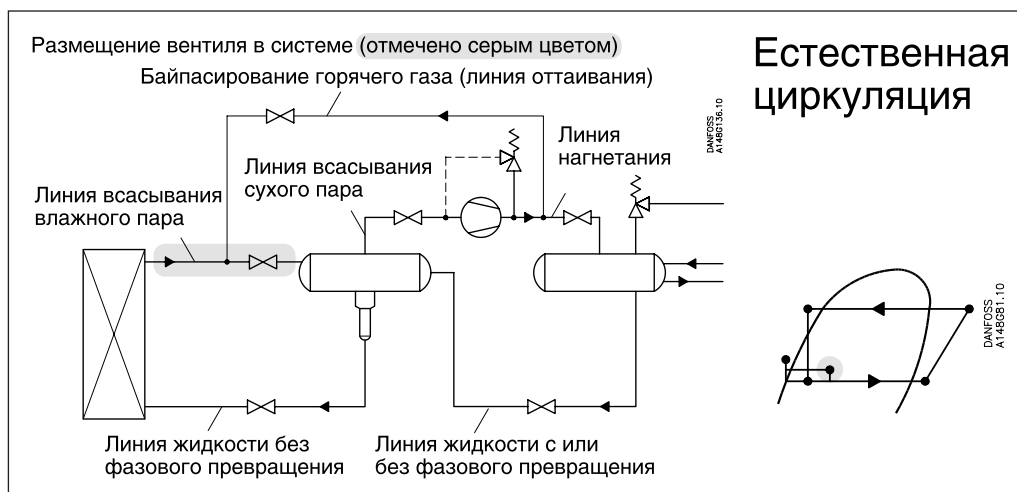 Размещение вентиля в системе (отмечено серым цветом)
Байпасирование горячего газа (линия оттаивания)
Естественная
циркуляция
DANFOSS
A148G136.10
Линия
нагнетания
Линия всасывания
сухого пара
Линия всасывания
влажного пара
DANFOSS
A148G81.10
Линия жидкости без
фазового превращения
Линия жидкости с или
без фазового превращения